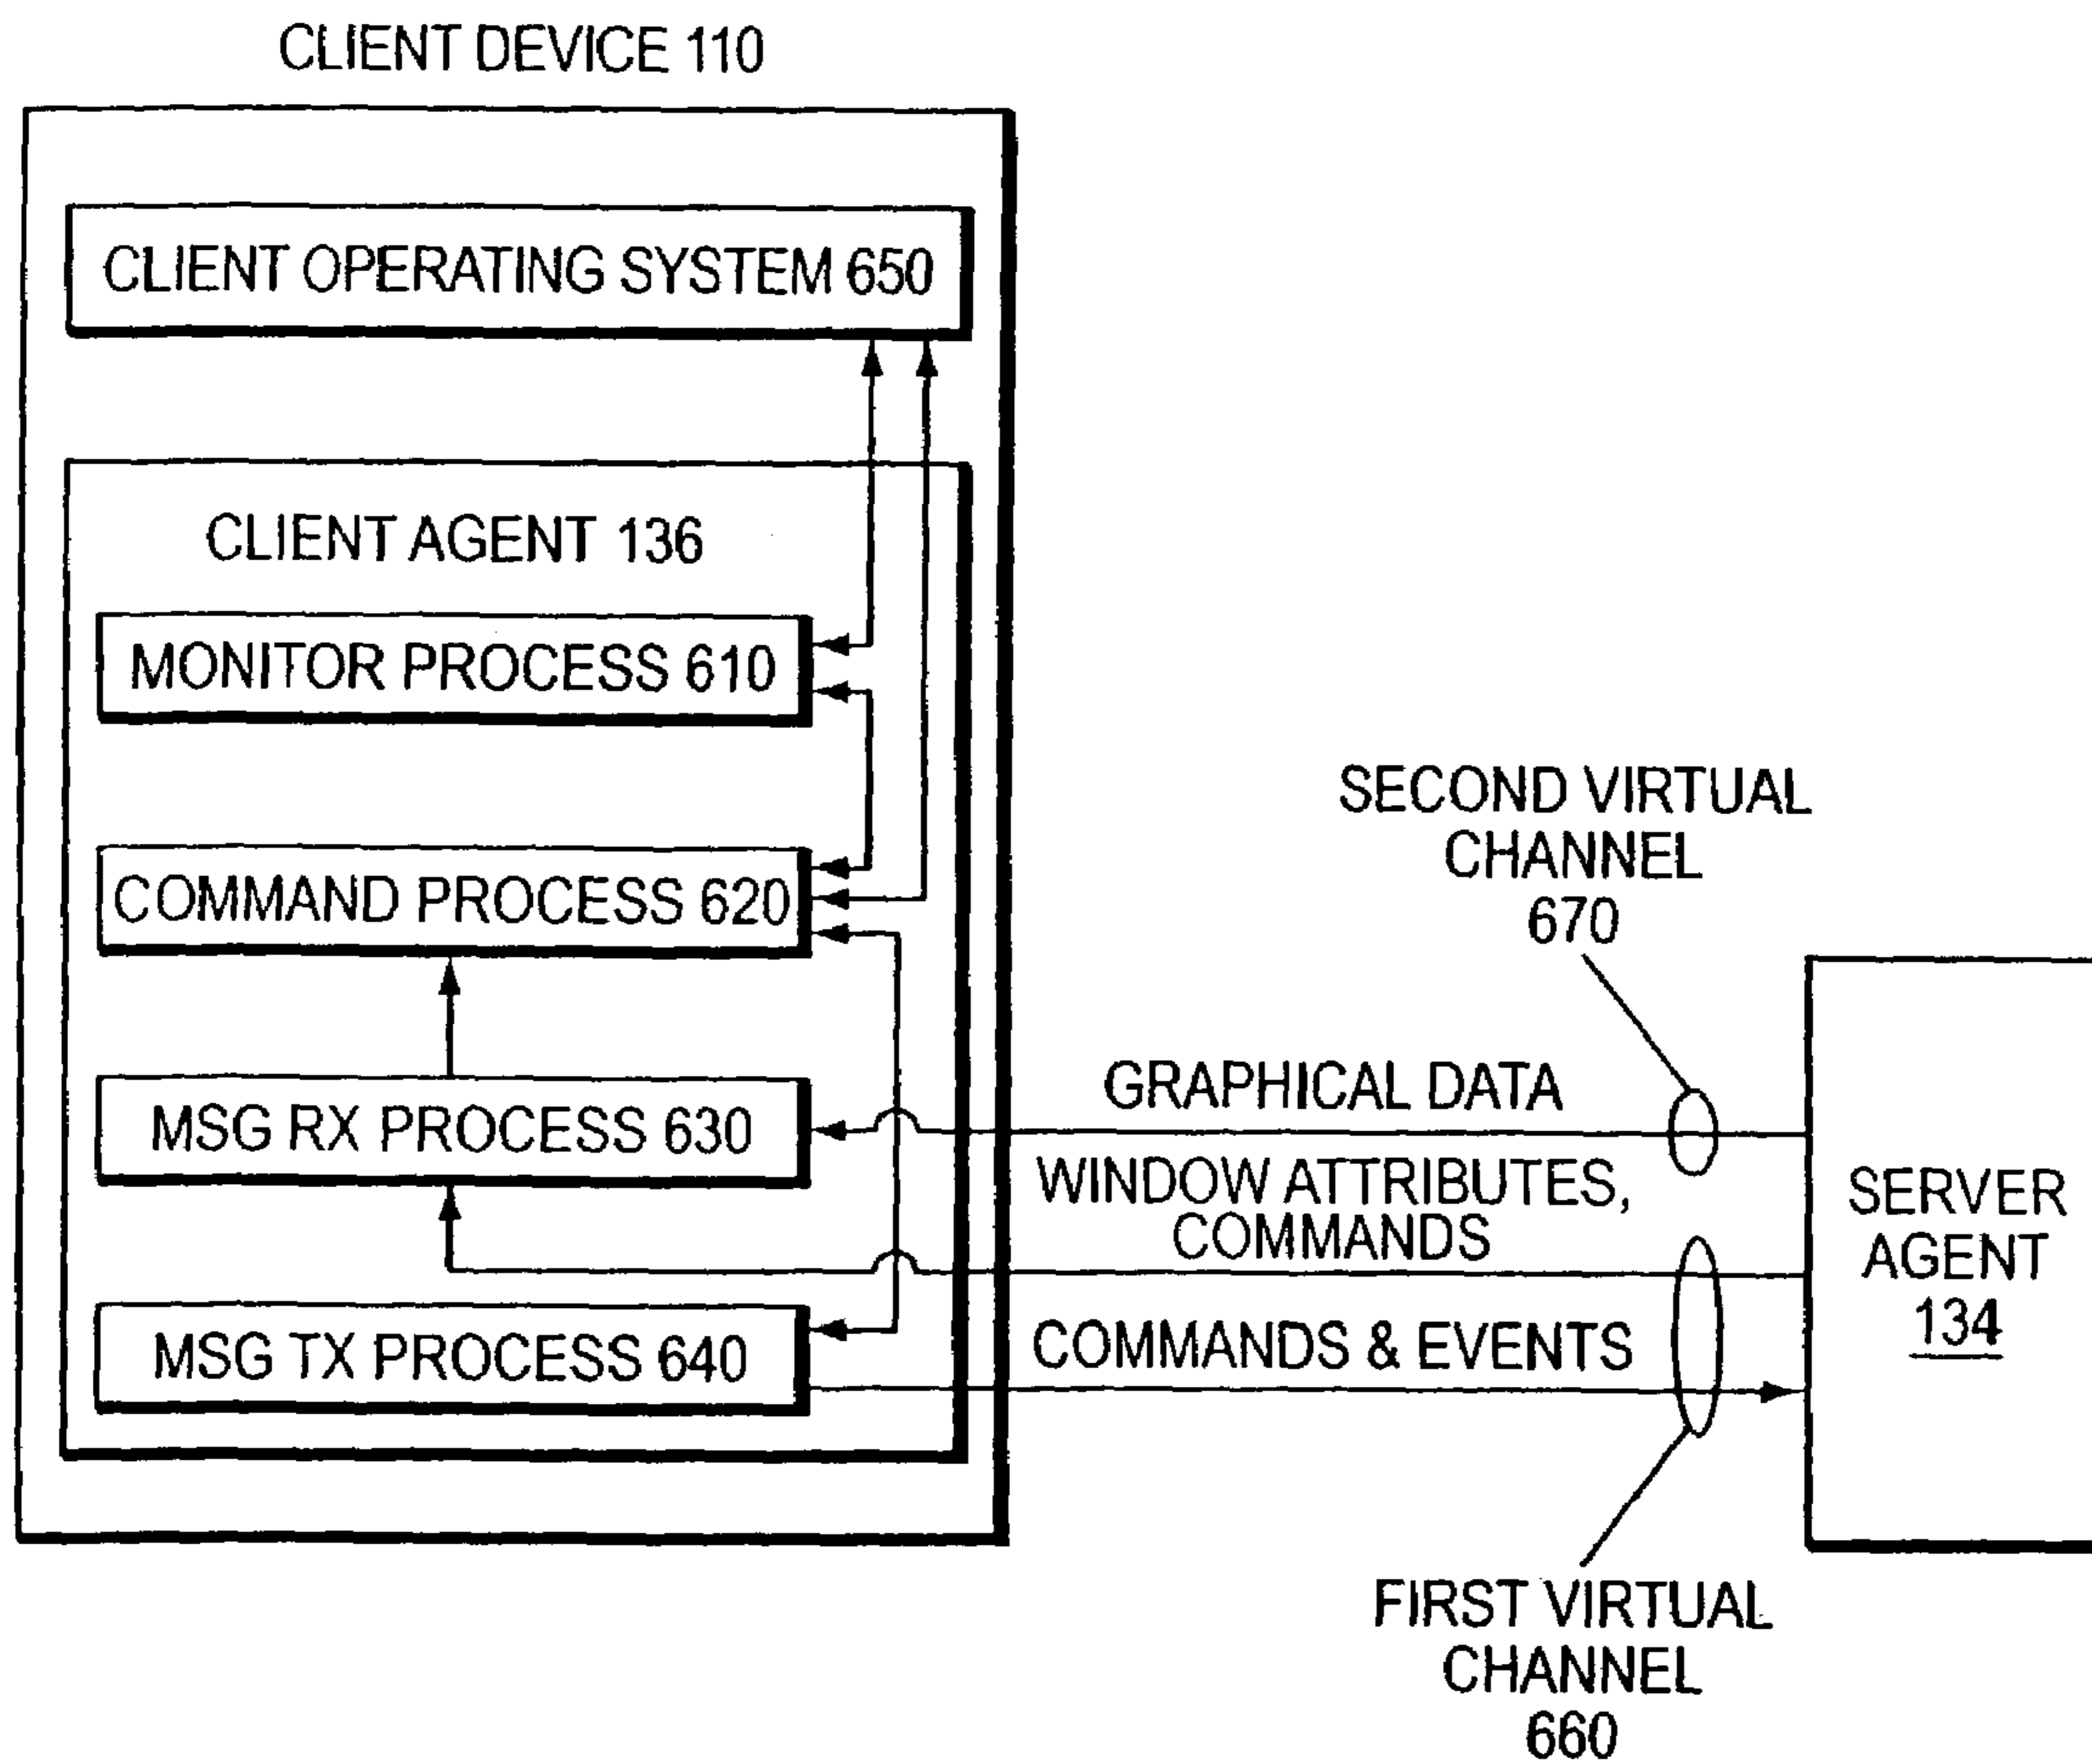 CLIENT DEVICE 110
CLIENT OPERATING SYSTEM 650
CLIENT AGENT 136
MONITOR PROCESS 610
COMMAND PROCESS 620
MSG RX PROCESS 630
MSG TX PROCESS 640
SECOND VIRTUAL
CHANNEL
670
GRAPHICAL DATA
WINDOW ATTRIBUTES,
COMMANDS
COMMANDS & EVENTS
SERVER
AGENT
134
FIRST VIRTUAL
CHANNEL
660